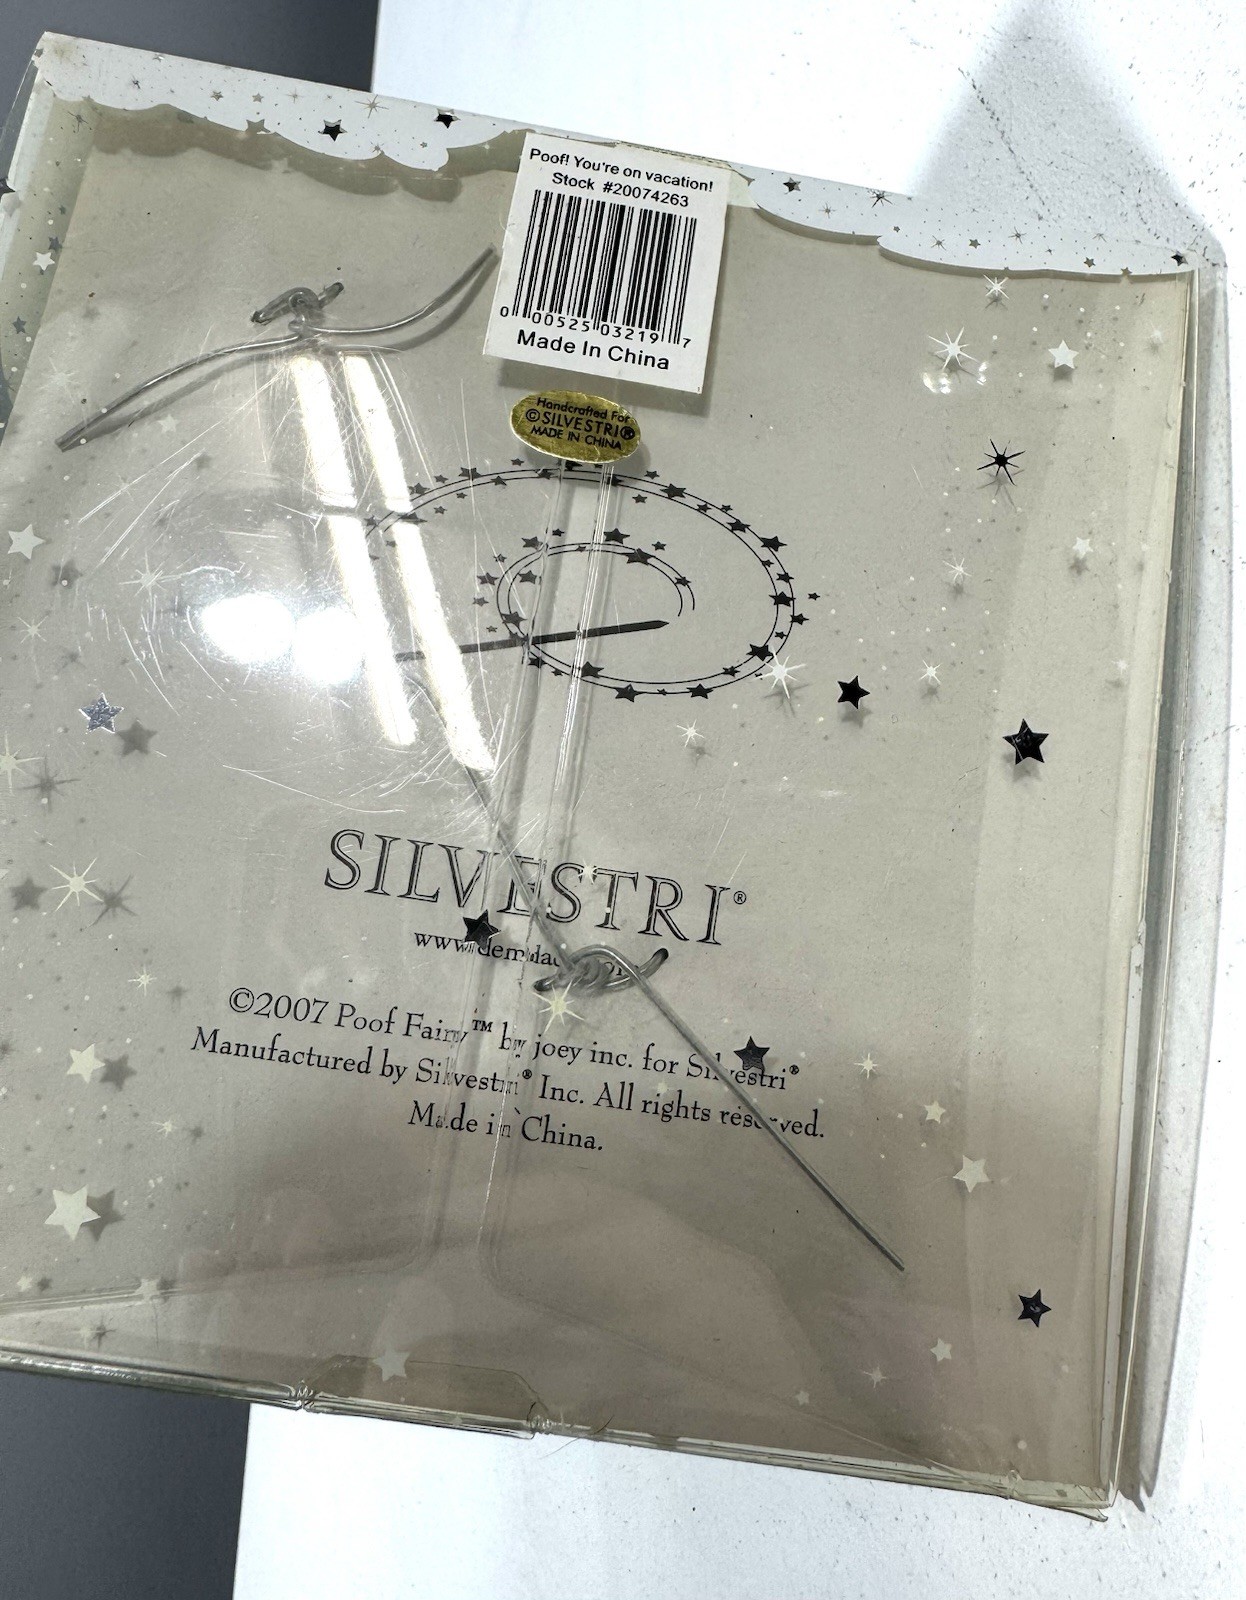 Poof! You're on vacation!
Stock #20074263
0 00525 03219 7
Made In China
Handcrafted For
©SILVESTRI®
MADE IN CHINA
SILVESTRI®
©2007 Poof Fairy™ by joey inc. for Silvestri®
Manufactured by Silvestri® Inc. All rights reserved.
Made in China.